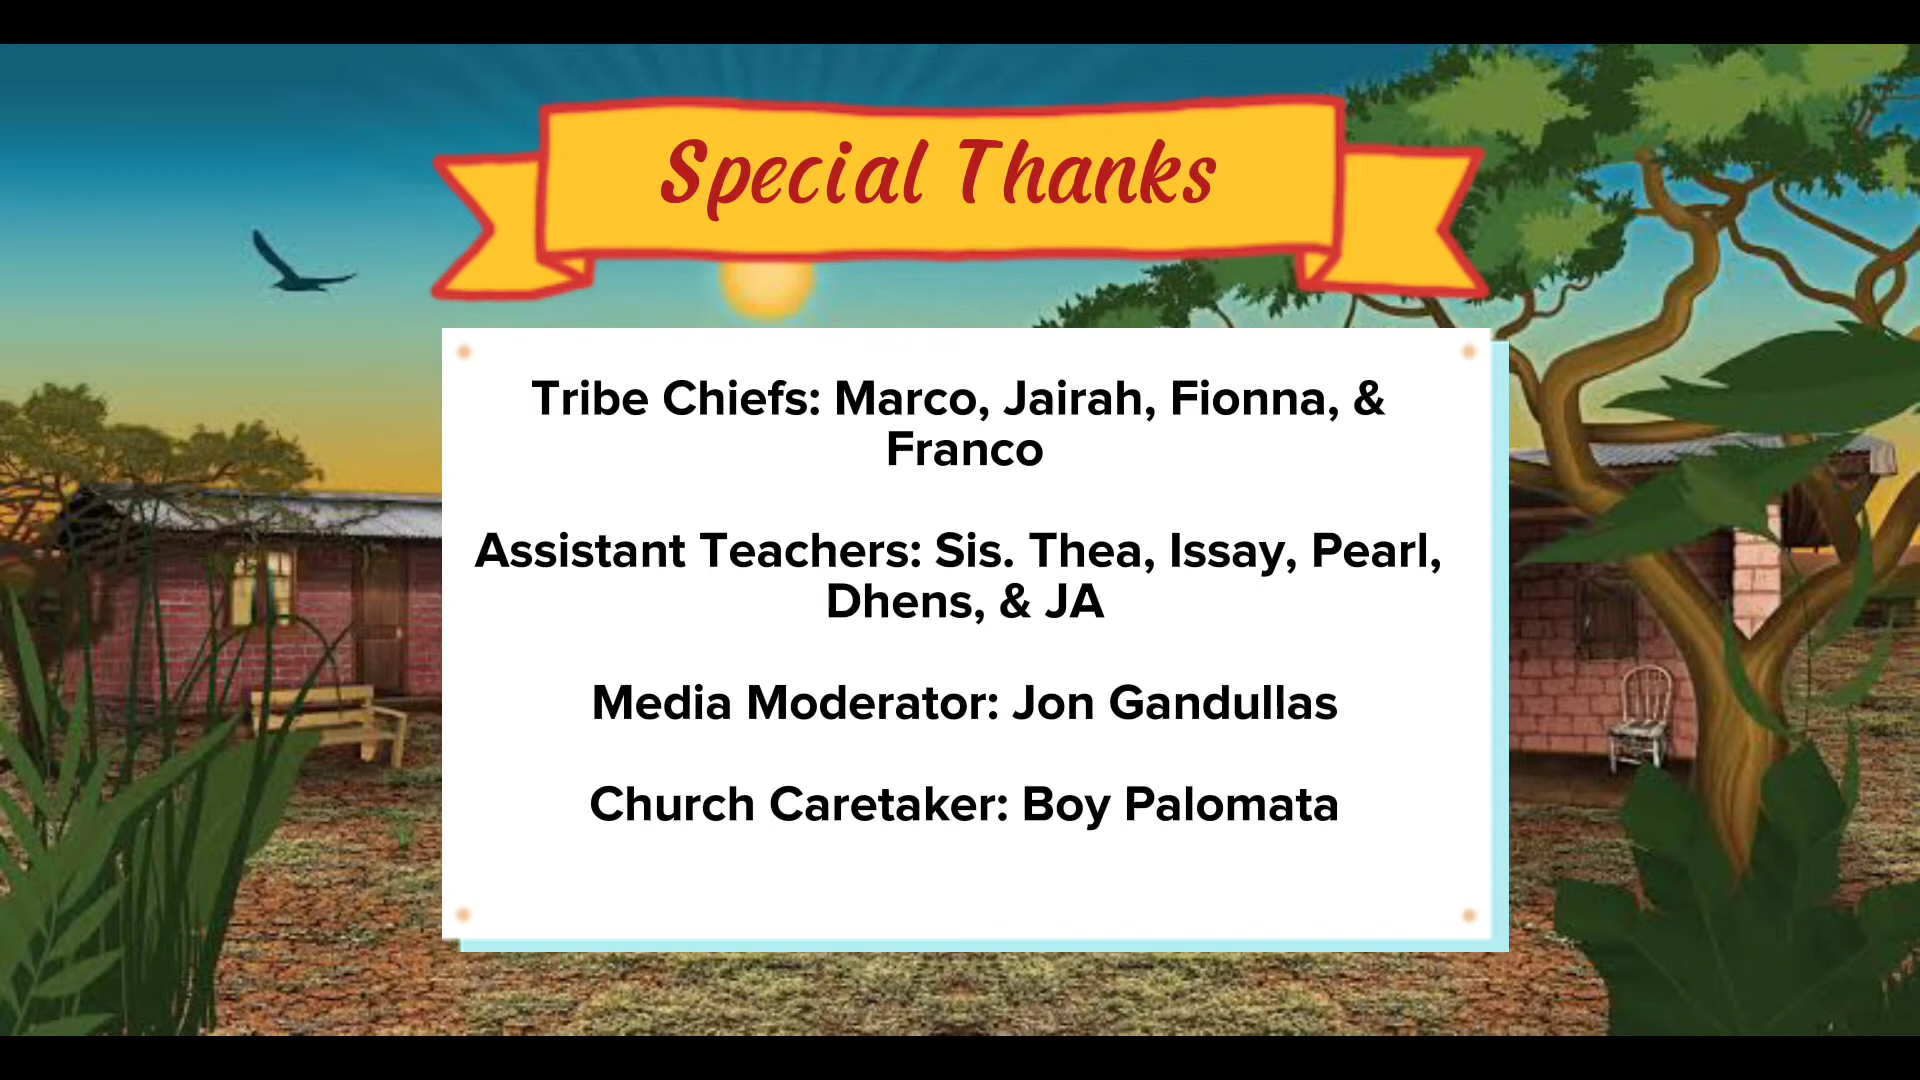 Special Thanks
Tribe Chiefs: Marco, Jairah, Fionna, &
Franco
Assistant Teachers: Sis. Thea, Issay, Pearl,
Dhens, & JA
Media Moderator: Jon Gandullas
Church Caretaker: Boy Palomata